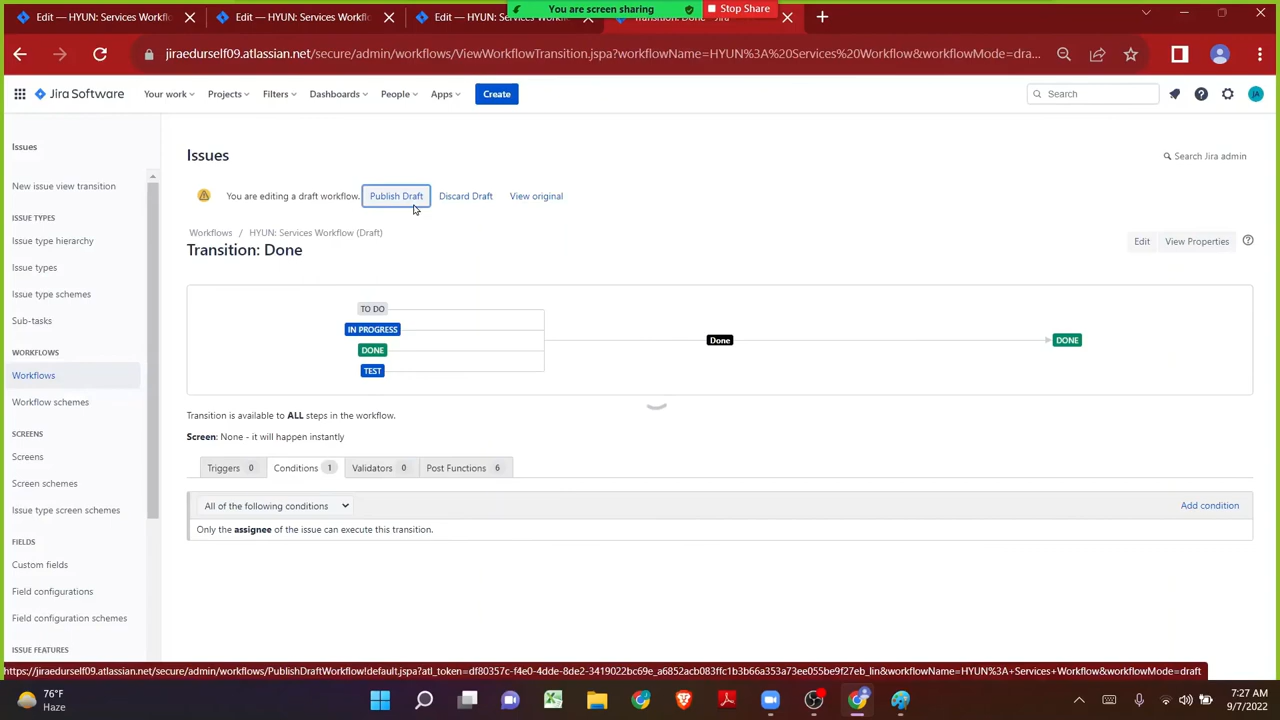 Edit — HYUN: Services Workflo
Edit — HYUN: Services Workflo
Edit — HYUN: Services Workfl
Transition: Done - Jira
You are screen sharing
Stop Share
jiraedurself09.atlassian.net/secure/admin/workflows/ViewWorkflowTransition.jspa?workflowName=HYUN%3A%20Services%20Workflow&workflowMode=dra...
Jira Software
Your work
Projects
Filters
Dashboards
People
Apps
Create
Search
JA
Issues
New issue view transition
ISSUE TYPES
Issue type hierarchy
Issue types
Issue type schemes
Sub-tasks
WORKFLOWS
Workflows
Workflow schemes
SCREENS
Screens
Screen schemes
Issue type screen schemes
FIELDS
Custom fields
Field configurations
Field configuration schemes
ISSUE FEATURES
Issues
Search Jira admin
You are editing a draft workflow.
Publish Draft
Discard Draft
View original
Workflows / HYUN: Services Workflow (Draft)
Transition: Done
Edit
View Properties
TO DO
IN PROGRESS
DONE
TEST
Done
DONE
Transition is available to ALL steps in the workflow.
Screen: None - it will happen instantly
Triggers 0
Conditions 1
Validators 0
Post Functions 6
All of the following conditions
Add condition
Only the assignee of the issue can execute this transition.
https://jiraedurself09.atlassian.net/secure/admin/workflows/PublishDraftWorkflow!default.jspa?atl_token=df80357c-f4e0-4dde-8de2-3419022bc69e_a6852acb083ffc1b3b66a353a73ee055be9f27eb_lin&workflowName=HYUN%3A+Services+Workflow&workflowMode=draft
76°F
Haze
7:27 AM
9/7/2022